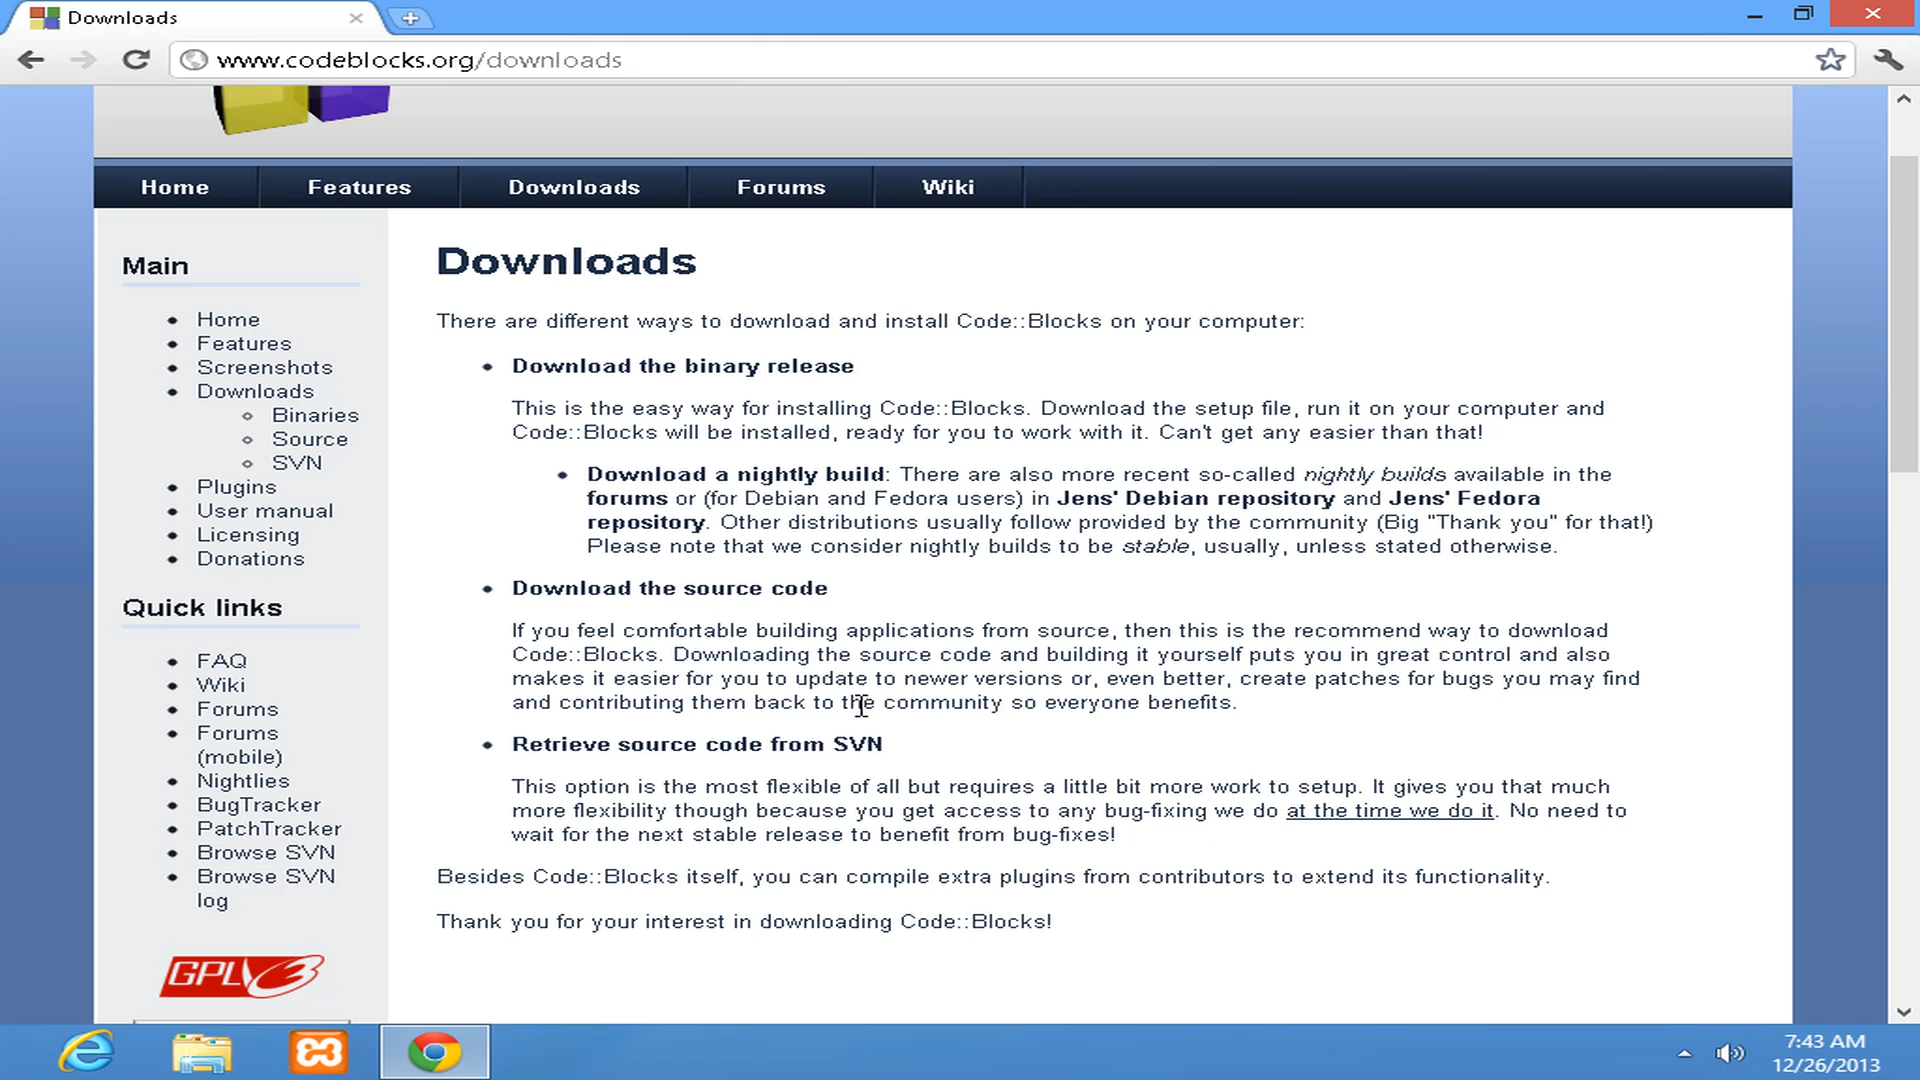 Downloads
www.codeblocks.org/downloads
Home
Features
Downloads
Forums
Wiki
Main
Home
Features
Screenshots
Downloads
Binaries
Source
SVN
Plugins
User manual
Licensing
Donations
Quick links
FAQ
Wiki
Forums
Forums
(mobile)
Nightlies
BugTracker
PatchTracker
Browse SVN
Browse SVN
log
GPLv3
Downloads
There are different ways to download and install Code::Blocks on your computer:
Download the binary release
This is the easy way for installing Code::Blocks. Download the setup file, run it on your computer and
Code::Blocks will be installed, ready for you to work with it. Can't get any easier than that!
Download a nightly build: There are also more recent so-called nightly builds available in the
forums or (for Debian and Fedora users) in Jens' Debian repository and Jens' Fedora
repository. Other distributions usually follow provided by the community (Big "Thank you" for that!)
Please note that we consider nightly builds to be stable, usually, unless stated otherwise.
Download the source code
If you feel comfortable building applications from source, then this is the recommend way to download
Code::Blocks. Downloading the source code and building it yourself puts you in great control and also
makes it easier for you to update to newer versions or, even better, create patches for bugs you may find
and contributing them back to the community so everyone benefits.
Retrieve source code from SVN
This option is the most flexible of all but requires a little bit more work to setup. It gives you that much
more flexibility though because you get access to any bug-fixing we do at the time we do it. No need to
wait for the next stable release to benefit from bug-fixes!
Besides Code::Blocks itself, you can compile extra plugins from contributors to extend its functionality.
Thank you for your interest in downloading Code::Blocks!
7:43 AM
12/26/2013